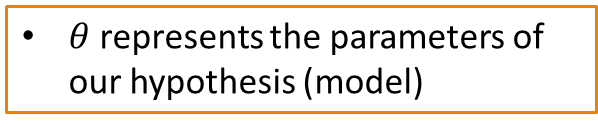 • θ represents the parameters of
our hypothesis (model)